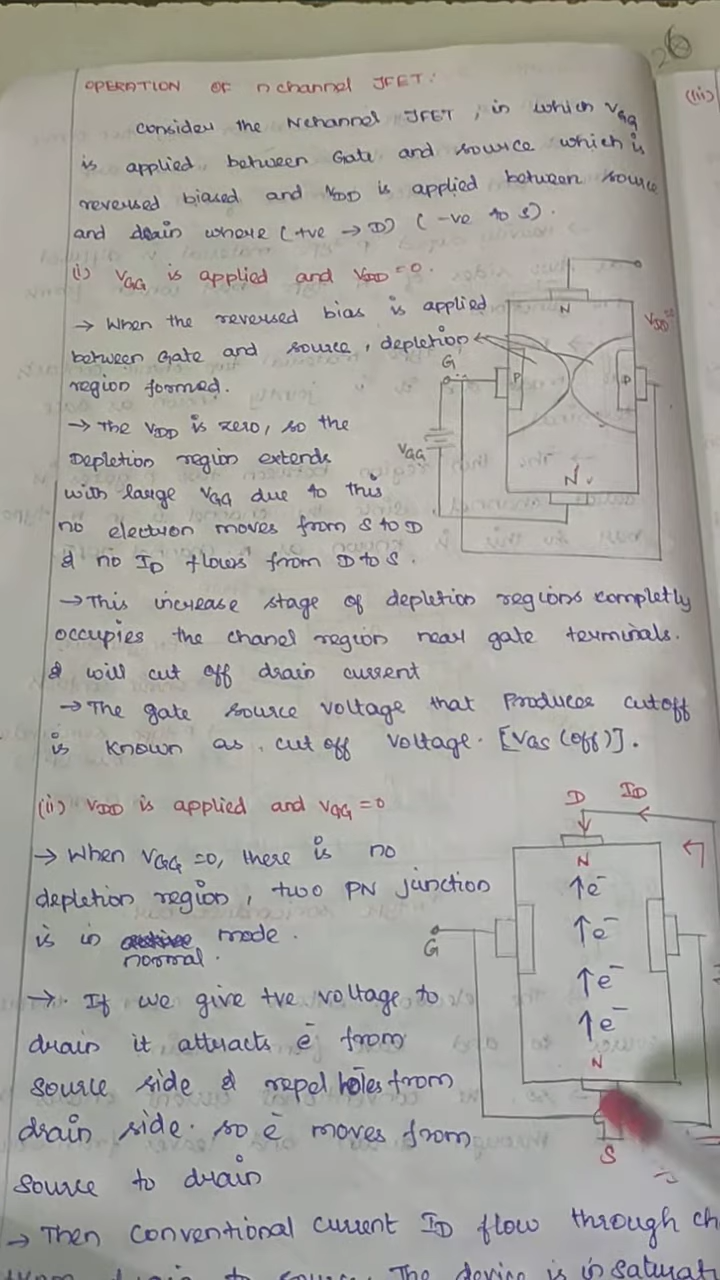 26
OPERATION OF n channel JFET:
(iii)
consider the N channel JFET, in which VGG
is applied between Gate and source which is
reversed biased and VDD is applied between source
and drain where (+ve → D) (-ve to S).
(i) VGG is applied and VDD = 0.
→ When the reversed bias is applied
between Gate and source, depletion
region formed.
→ The VDD is zero, so the
Depletion region extends
with large VGG due to this
no electron moves from S to D
& no ID flows from D to S.
N
VDD=0
G
P
P
VGG
N
→ This increase stage of depletion regions completly
occupies the chanel region near gate terminals.
& will cut off drain current
→ The gate source voltage that Produces cutoff
is known as cut off voltage. [VGS (off)].
(ii) VDD is applied and VGG = 0
→ When VGG = 0, there is no
depletion region, two PN junction
is in normal mode.
→ If we give +ve voltage to
drain it attracts e⁻ from
source side & repel holes from
drain side. so e⁻ moves from
source to drain
D
ID
N
↑e⁻
↑e⁻
↑e⁻
↑e⁻
N
G
S
→ Then conventional current ID flow through
The device is in